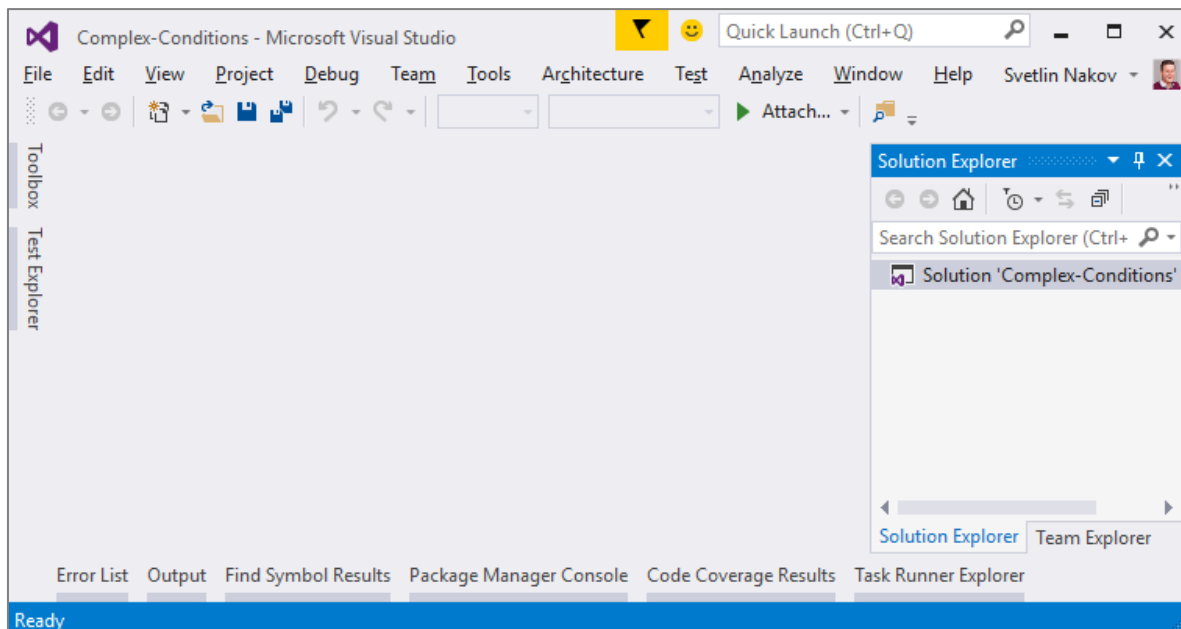 Complex-Conditions - Microsoft Visual Studio Quick Launch (Ctrl+Q)
File Edit View Project Debug Team Tools Architecture Test Analyze Window Help Svetlin Nakov
Attach...
Toolbox
Test Explorer
Solution Explorer
Search Solution Explorer (Ctrl+
Solution 'Complex-Conditions'
Solution Explorer Team Explorer
Error List Output Find Symbol Results Package Manager Console Code Coverage Results Task Runner Explorer
Ready